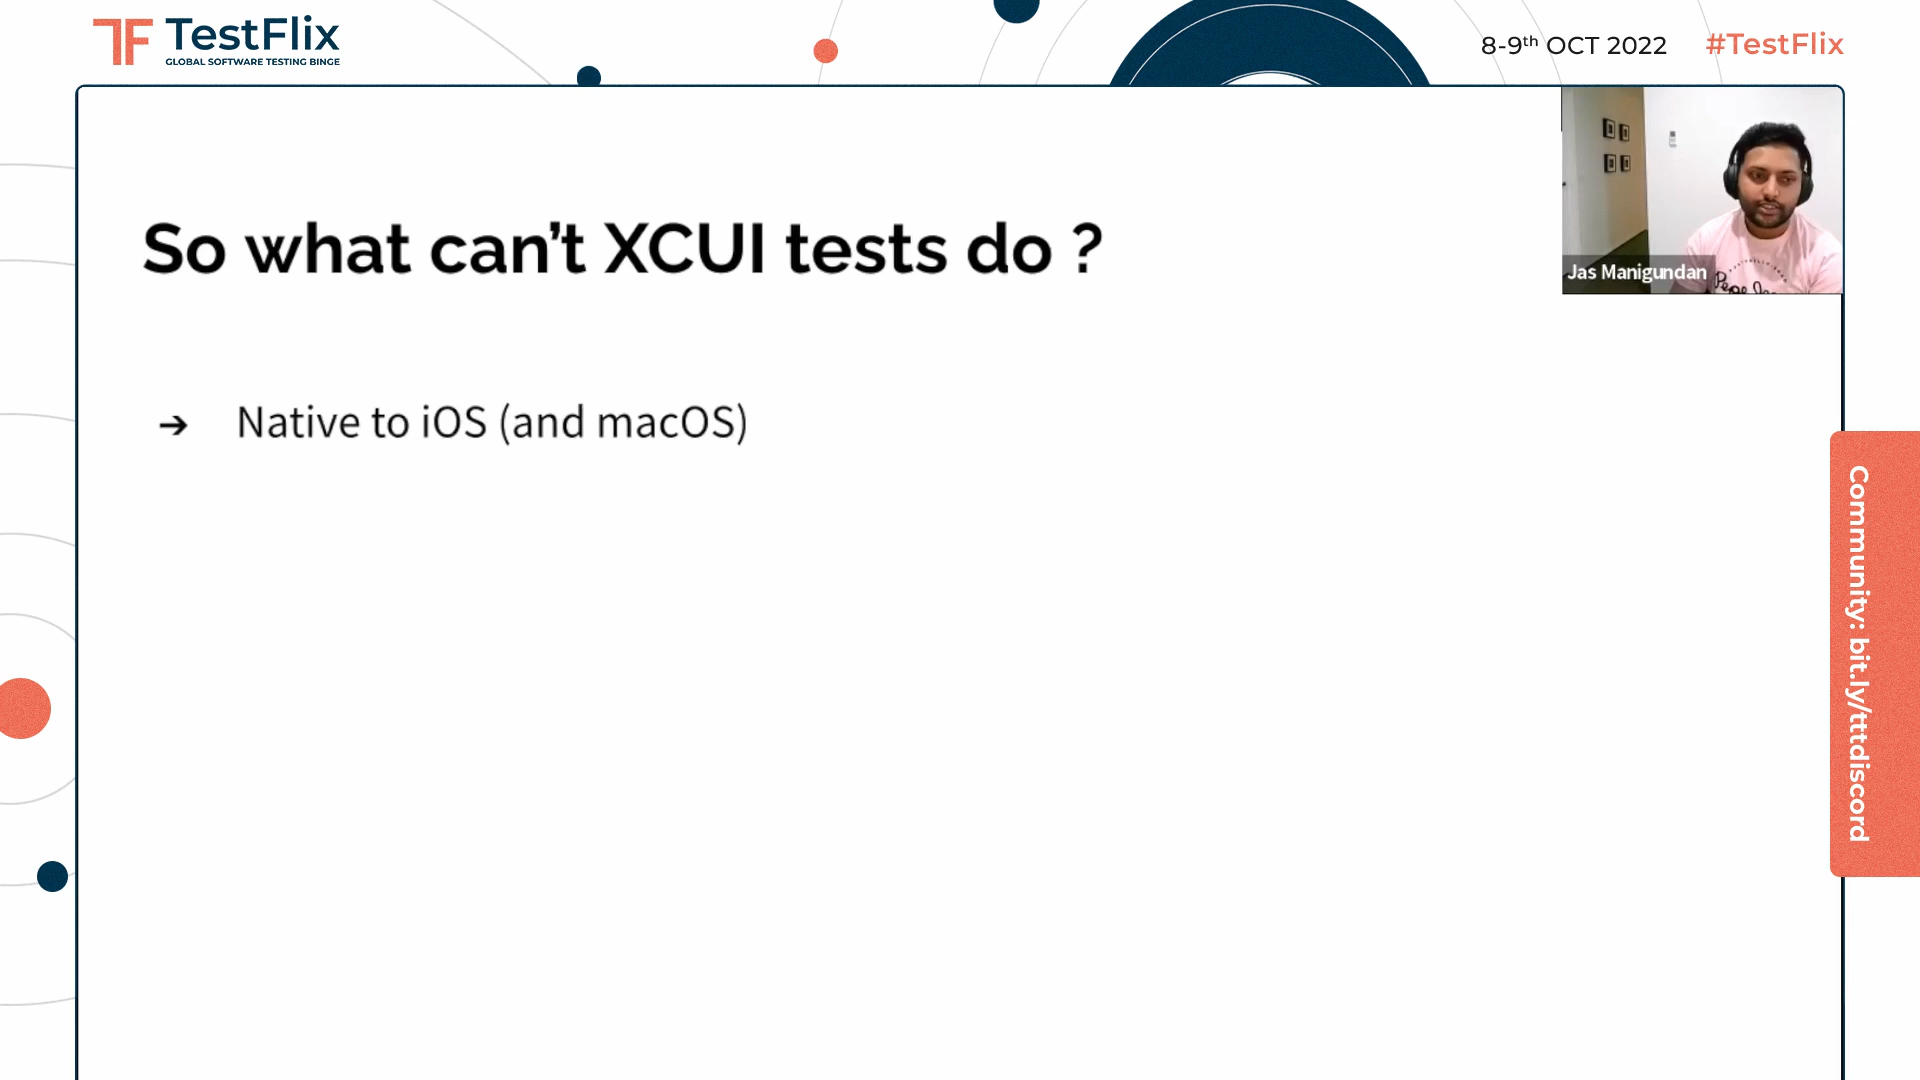 TF TestFlix
GLOBAL SOFTWARE TESTING BINGE
8-9th OCT 2022 #TestFlix
So what can’t XCUI tests do ?
Jas Manigundan
➔ Native to iOS (and macOS)
Community: bit.ly/tttdiscord